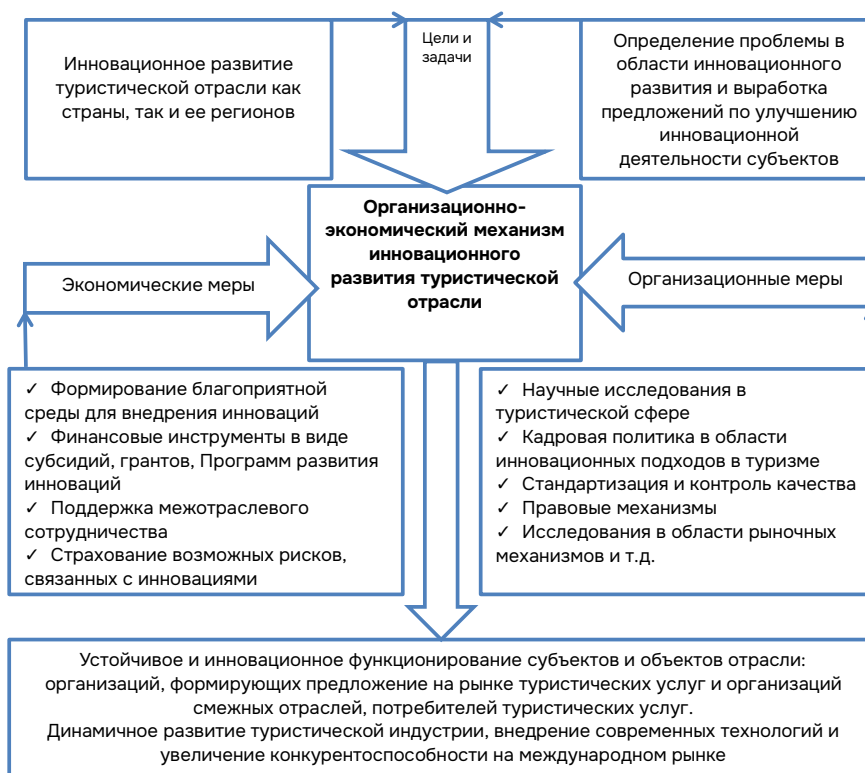 Цели и
задачи
Инновационное развитие
туристической отрасли как
страны, так и ее регионов
Определение проблемы в
области инновационного
развития и выработка
предложений по улучшению
инновационной
деятельности субъектов
Организационно-
экономический механизм
инновационного
развития туристической
отрасли
Экономические меры
Организационные меры
✓ Формирование благоприятной
среды для внедрения инноваций
✓ Финансовые инструменты в виде
субсидий, грантов, Программ развития
инноваций
✓ Поддержка межотраслевого
сотрудничества
✓ Страхование возможных рисков,
связанных с инновациями
✓ Научные исследования в
туристической сфере
✓ Кадровая политика в области
инновационных подходов в туризме
✓ Стандартизация и контроль качества
✓ Правовые механизмы
✓ Исследования в области рыночных
механизмов и т.д.
Устойчивое и инновационное функционирование субъектов и объектов отрасли:
организаций, формирующих предложение на рынке туристических услуг и организаций
смежных отраслей, потребителей туристических услуг.
Динамичное развитие туристической индустрии, внедрение современных технологий и
увеличение конкурентоспособности на международном рынке